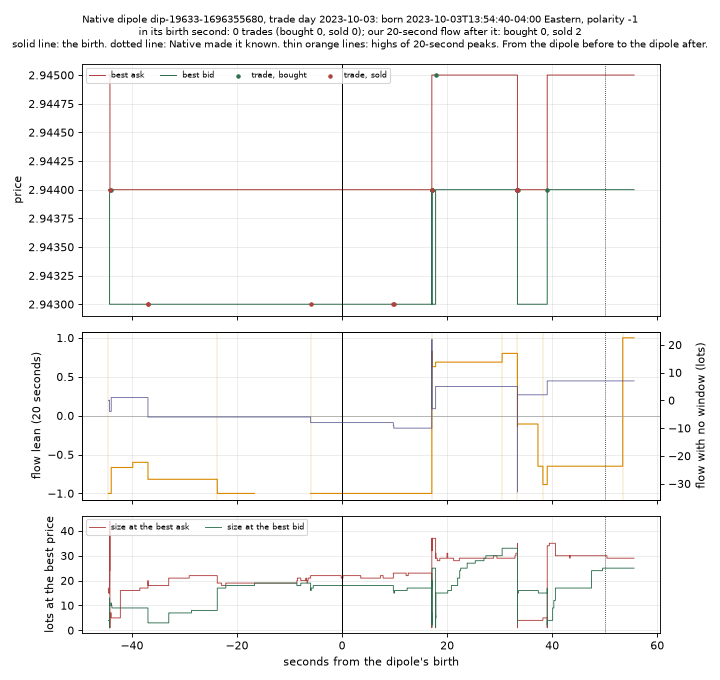 Native dipole dip-19633-1696355680, trade day 2023-10-03: born 2023-10-03T13:54:40-04:00 Eastern, polarity -1
in its birth second: 0 trades (bought 0, sold 0); our 20-second flow after it: bought 0, sold 2
solid line: the birth. dotted line: Native made it known. thin orange lines: highs of 20-second peaks. From the dipole before to the dipole after.
best ask
best bid
trade, bought
trade, sold
2.94500
2.94475
2.94450
2.94425
2.94400
2.94375
2.94350
2.94325
2.94300
price
1.0
0.5
0.0
−0.5
−1.0
flow lean (20 seconds)
20
10
0
−10
−20
−30
flow with no window (lots)
size at the best ask
size at the best bid
40
30
20
10
0
lots at the best price
−40
−20
0
20
40
60
seconds from the dipole's birth